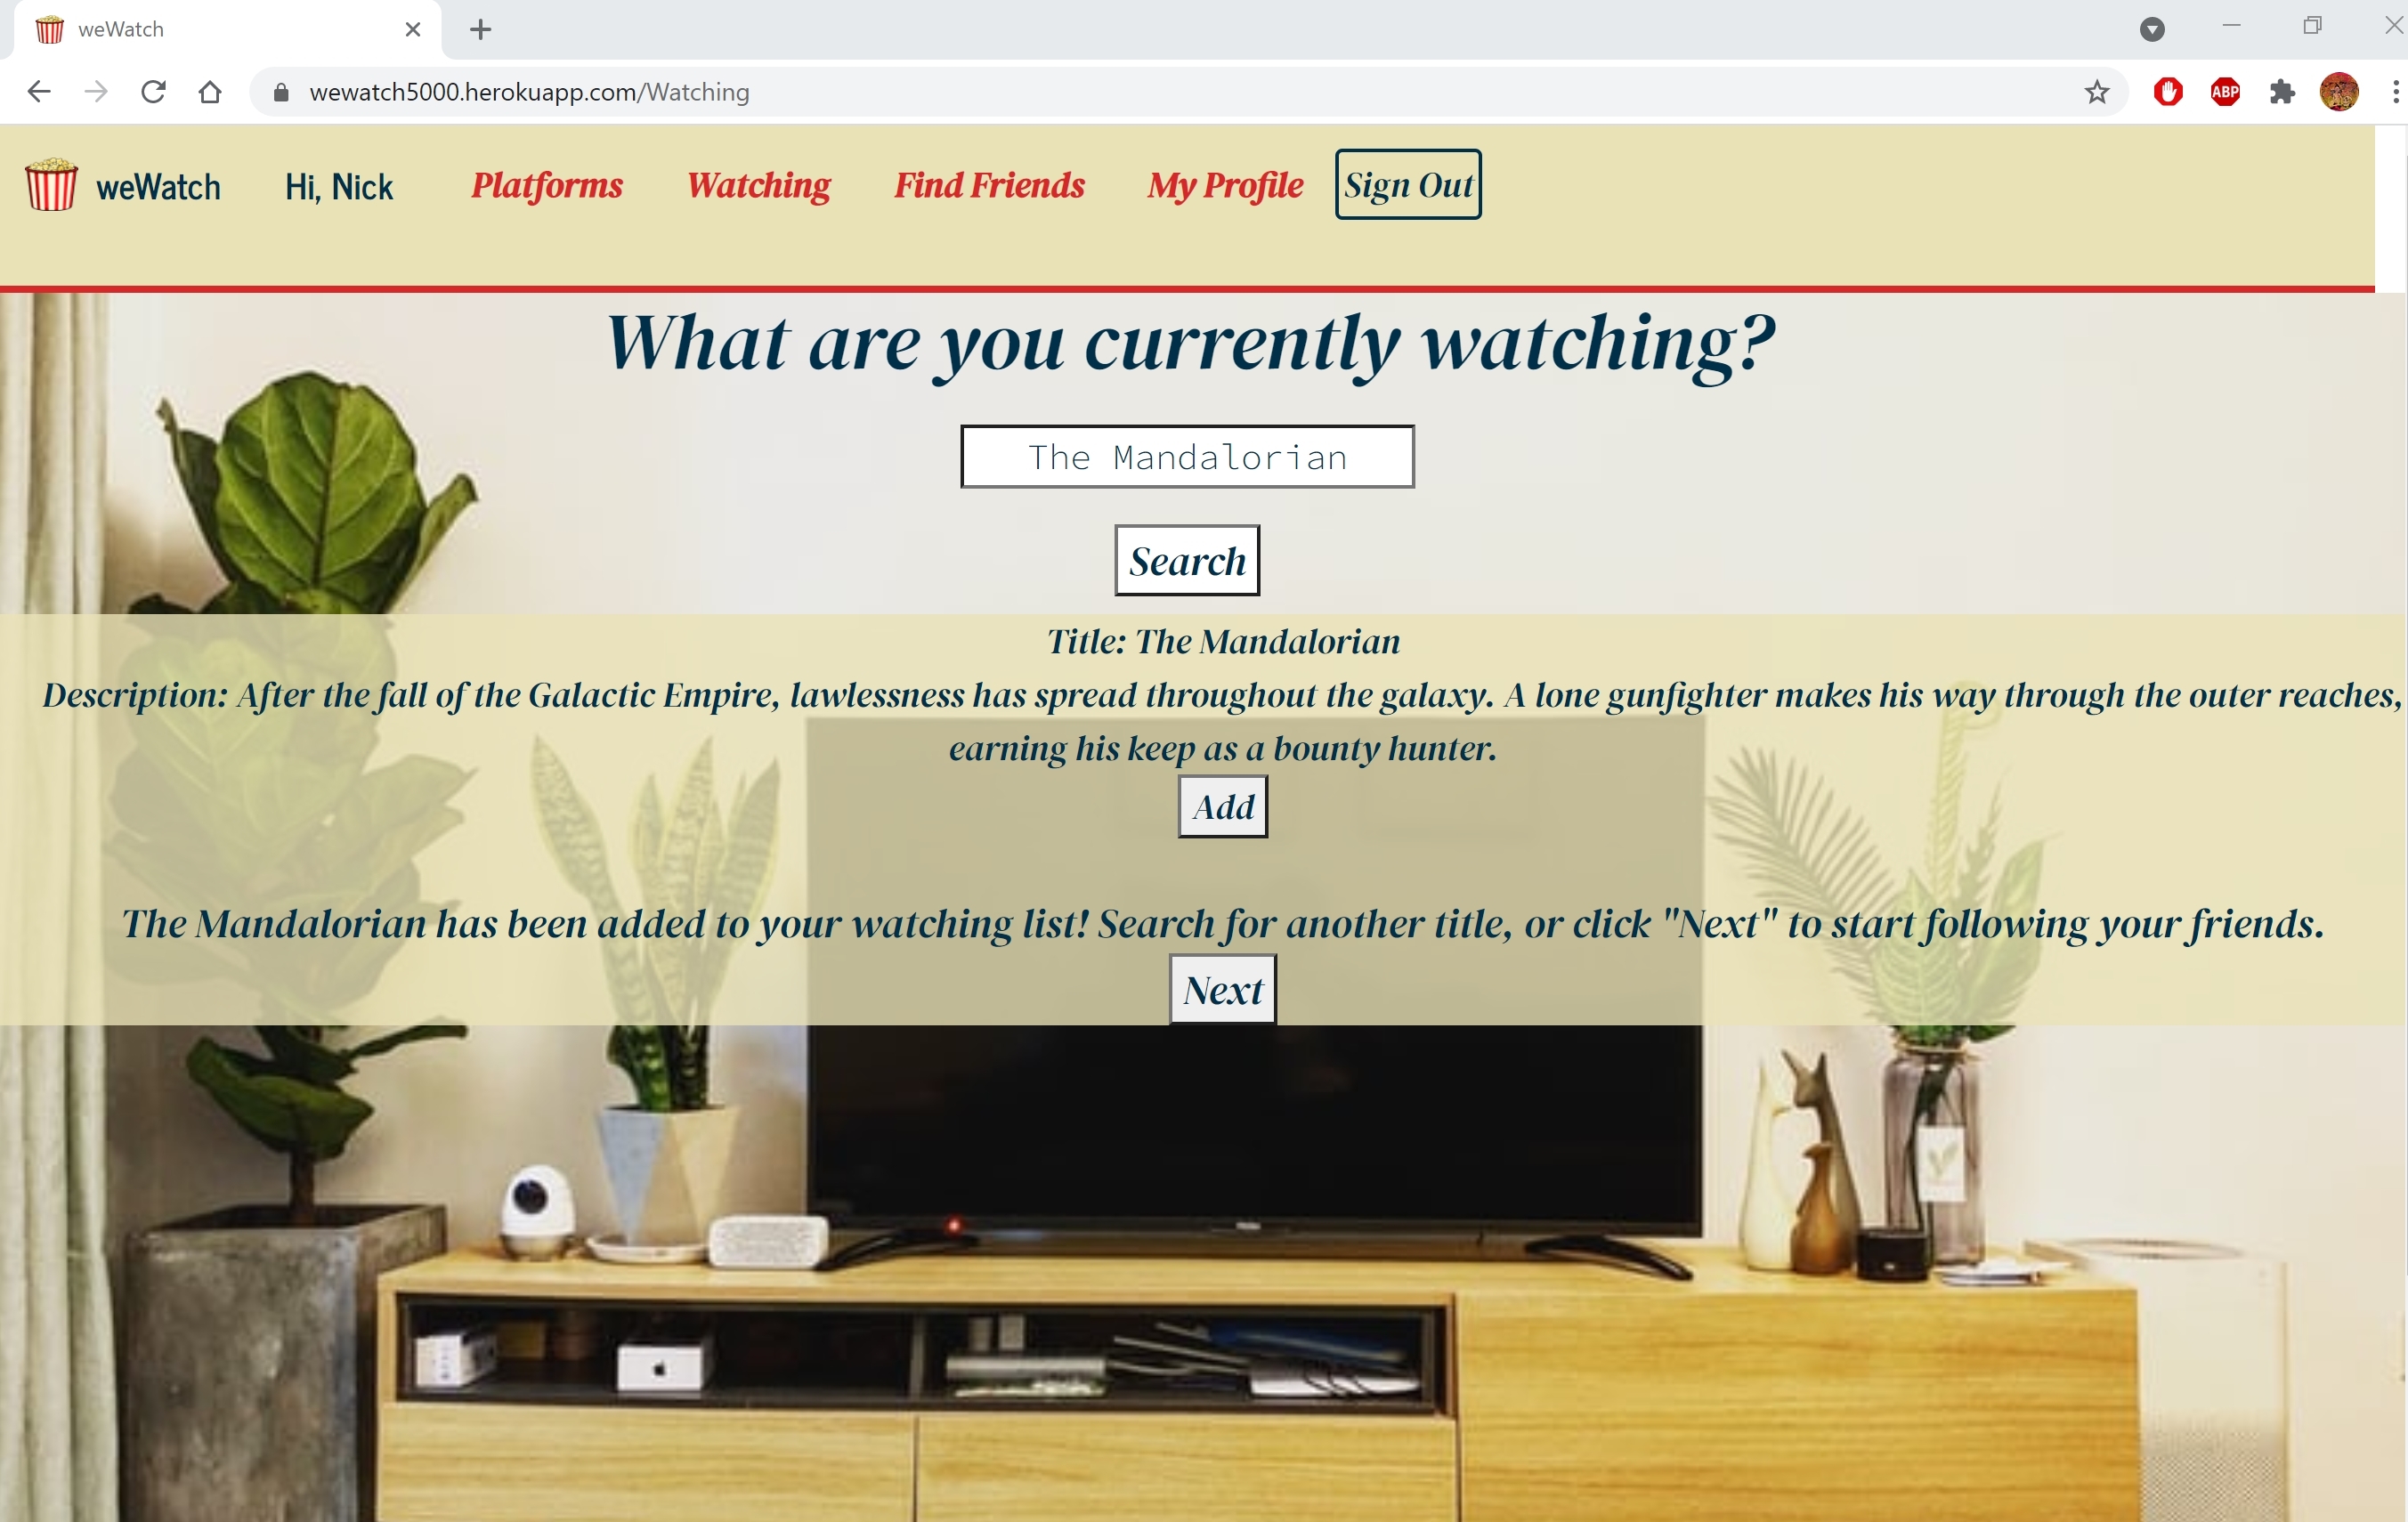 weWatch
wewatch5000.herokuapp.com/Watching
ABP
weWatch Hi, Nick Platforms Watching Find Friends My Profile Sign Out
What are you currently watching?
The Mandalorian
Search
Title: The Mandalorian
Description: After the fall of the Galactic Empire, lawlessness has spread throughout the galaxy. A lone gunfighter makes his way through the outer reaches,
earning his keep as a bounty hunter.
Add
The Mandalorian has been added to your watching list! Search for another title, or click "Next" to start following your friends.
Next